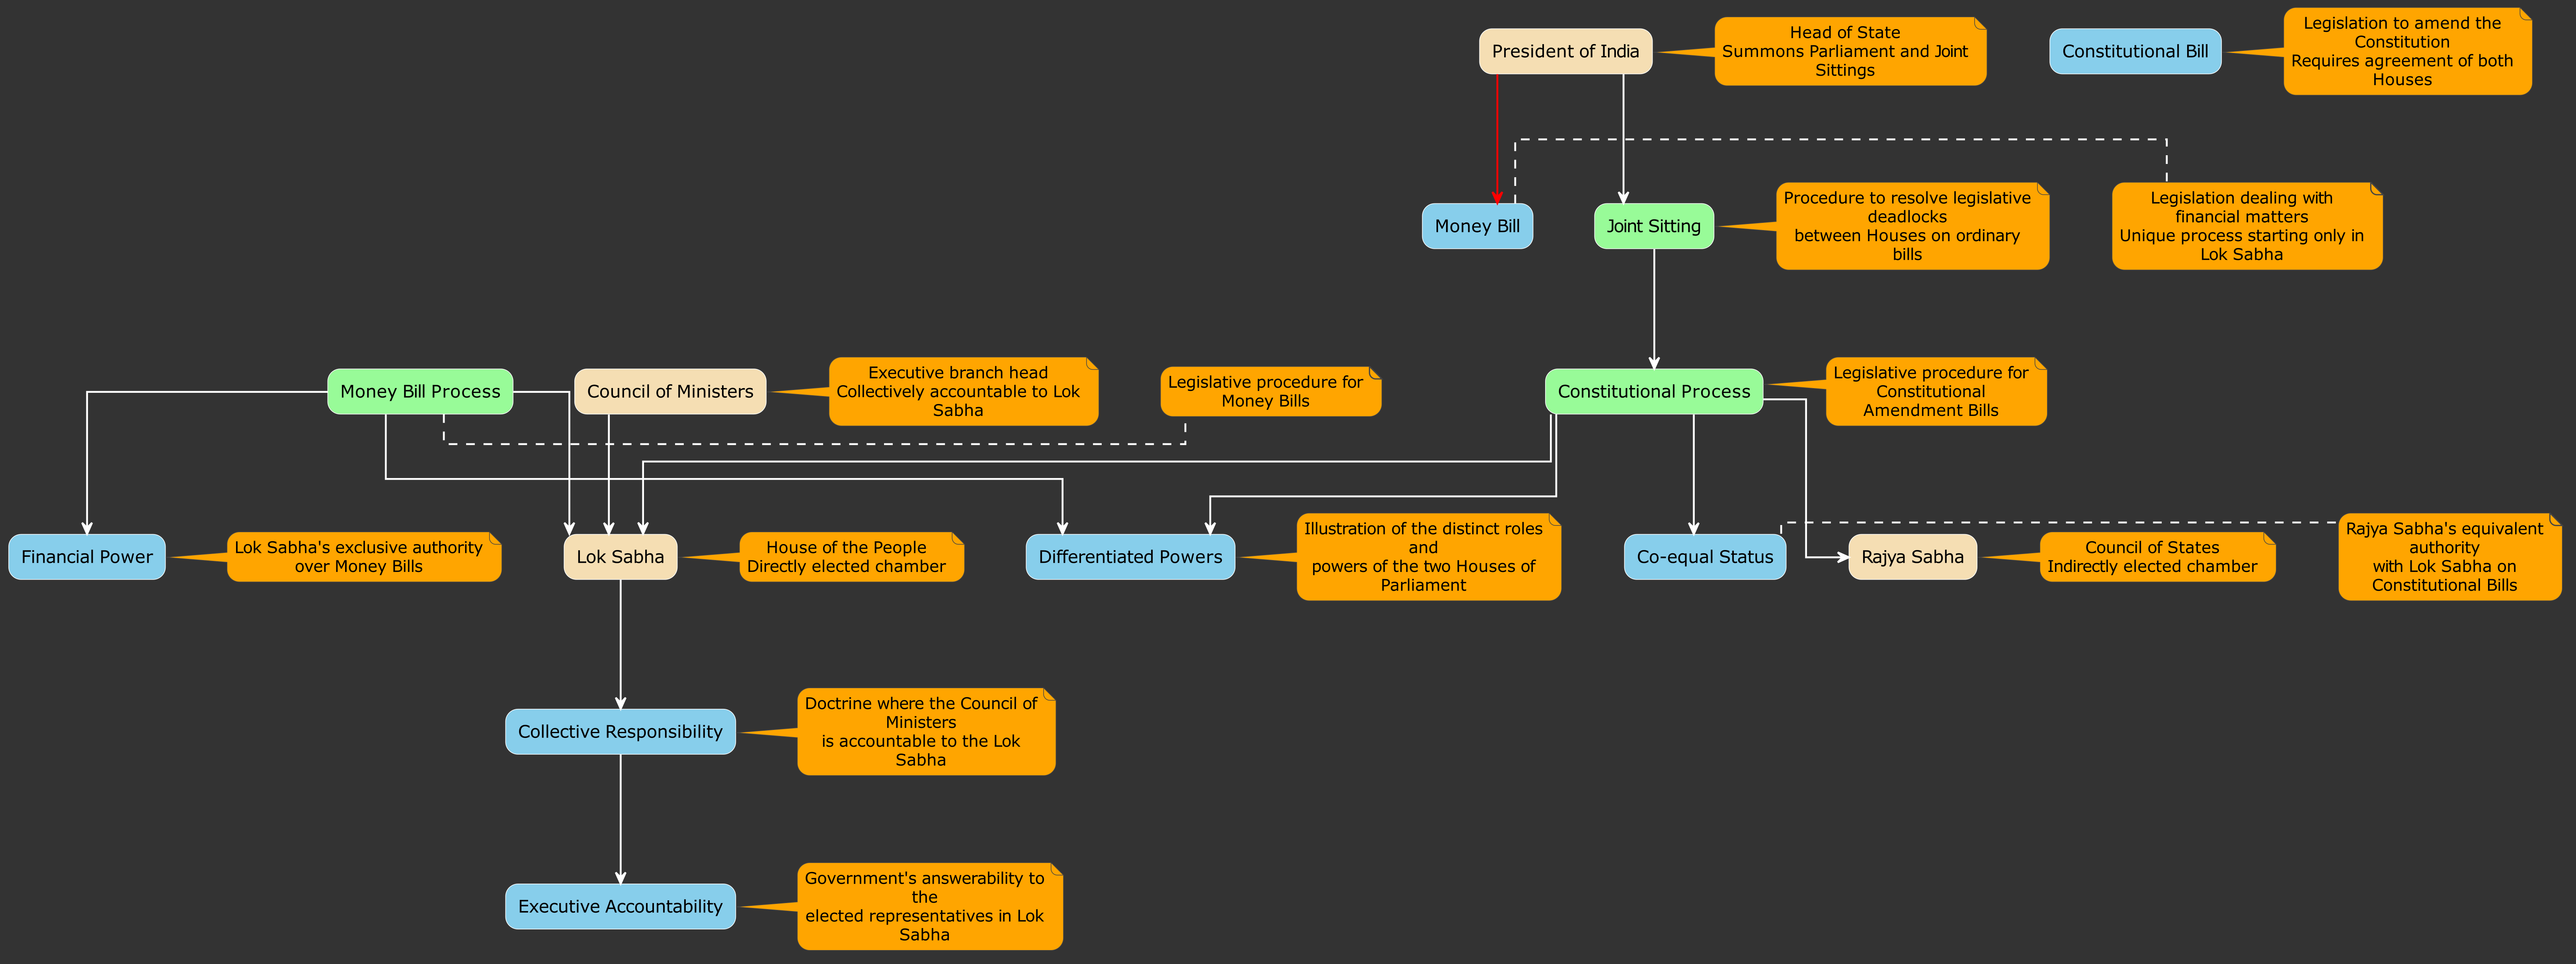 President of India
Head of State
Summons Parliament and Joint
Sittings
Constitutional Bill
Legislation to amend the
Constitution
Requires agreement of both
Houses
Money Bill
Joint Sitting
Procedure to resolve legislative
deadlocks
between Houses on ordinary
bills
Legislation dealing with
financial matters
Unique process starting only in
Lok Sabha
Money Bill Process
Council of Ministers
Executive branch head
Collectively accountable to Lok
Sabha
Legislative procedure for
Money Bills
Constitutional Process
Legislative procedure for
Constitutional
Amendment Bills
Financial Power
Lok Sabha's exclusive authority
over Money Bills
Lok Sabha
House of the People
Directly elected chamber
Differentiated Powers
Illustration of the distinct roles
and
powers of the two Houses of
Parliament
Co-equal Status
Rajya Sabha
Council of States
Indirectly elected chamber
Rajya Sabha's equivalent
authority
with Lok Sabha on
Constitutional Bills
Collective Responsibility
Doctrine where the Council of
Ministers
is accountable to the Lok
Sabha
Executive Accountability
Government's answerability to
the
elected representatives in Lok
Sabha